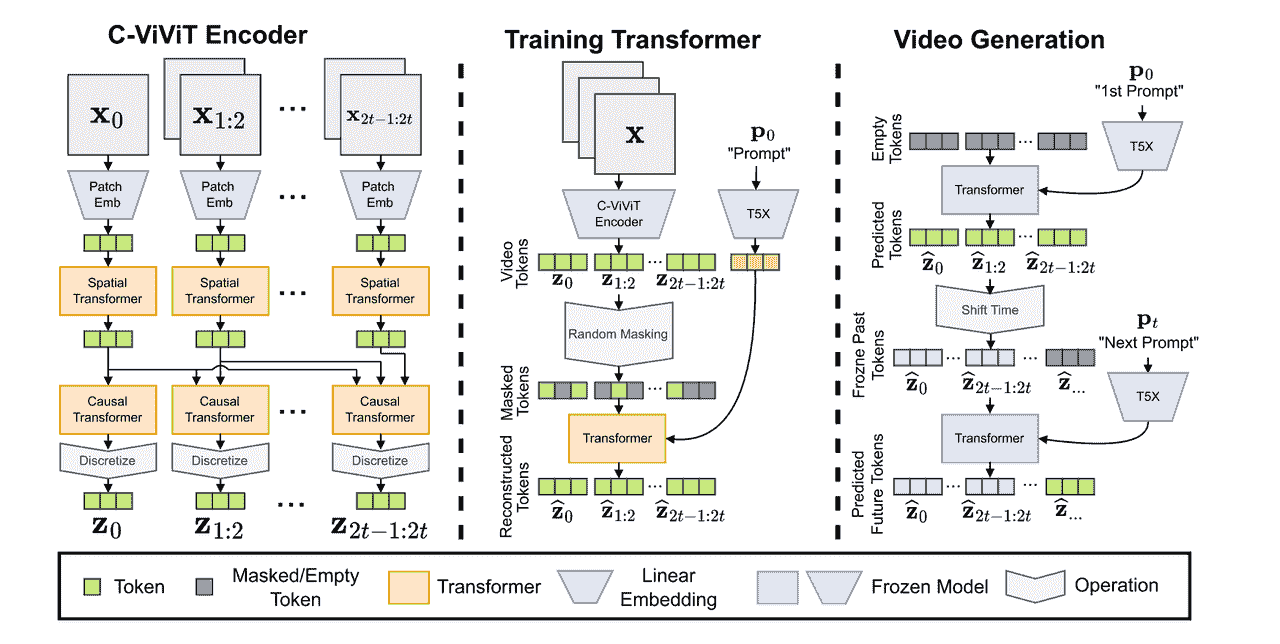 C-ViViT Encoder
x0
x1:2
...
x2t−1:2t
Patch
Emb
Patch
Emb
...
Patch
Emb
Spatial
Transformer
Spatial
Transformer
...
Spatial
Transformer
Causal
Transformer
Causal
Transformer
...
Causal
Transformer
Discretize
Discretize
Discretize
z0
z1:2
...
z2t−1:2t
Training Transformer
x
p0
"Prompt"
C-ViViT
Encoder
T5X
Video
Tokens
...
z0
z1:2
z2t−1:2t
Random Masking
Masked
Tokens
...
Transformer
Reconstructed
Tokens
...
ẑ0
ẑ1:2
ẑ2t−1:2t
Video Generation
p0
"1st Prompt"
Empty
Tokens
...
T5X
Transformer
Predicted
Tokens
...
ẑ0
ẑ1:2
ẑ2t−1:2t
Shift Time
pt
"Next Prompt"
Frozne Past
Tokens
...
...
ẑ0
ẑ2t−1:2t
ẑ...
T5X
Transformer
Predicted
Future Tokens
...
...
ẑ0
ẑ2t−1:2t
ẑ...
Token
Masked/Empty
Token
Transformer
Linear
Embedding
Frozen Model
Operation